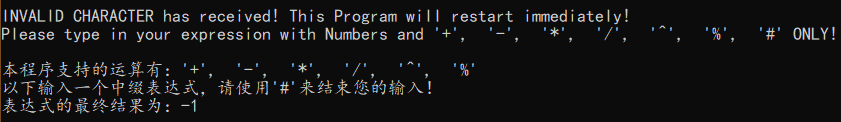 INVALID CHARACTER has received! This Program will restart immediately!
Please type in your expression with Numbers and '+', '-', '*', '/', '^', '%', '#' ONLY!
本程序支持的运算有: '+', '-', '*', '/', '^', '%'
以下输入一个中缀表达式, 请使用'#'来结束您的输入!
表达式的最终结果为: -1